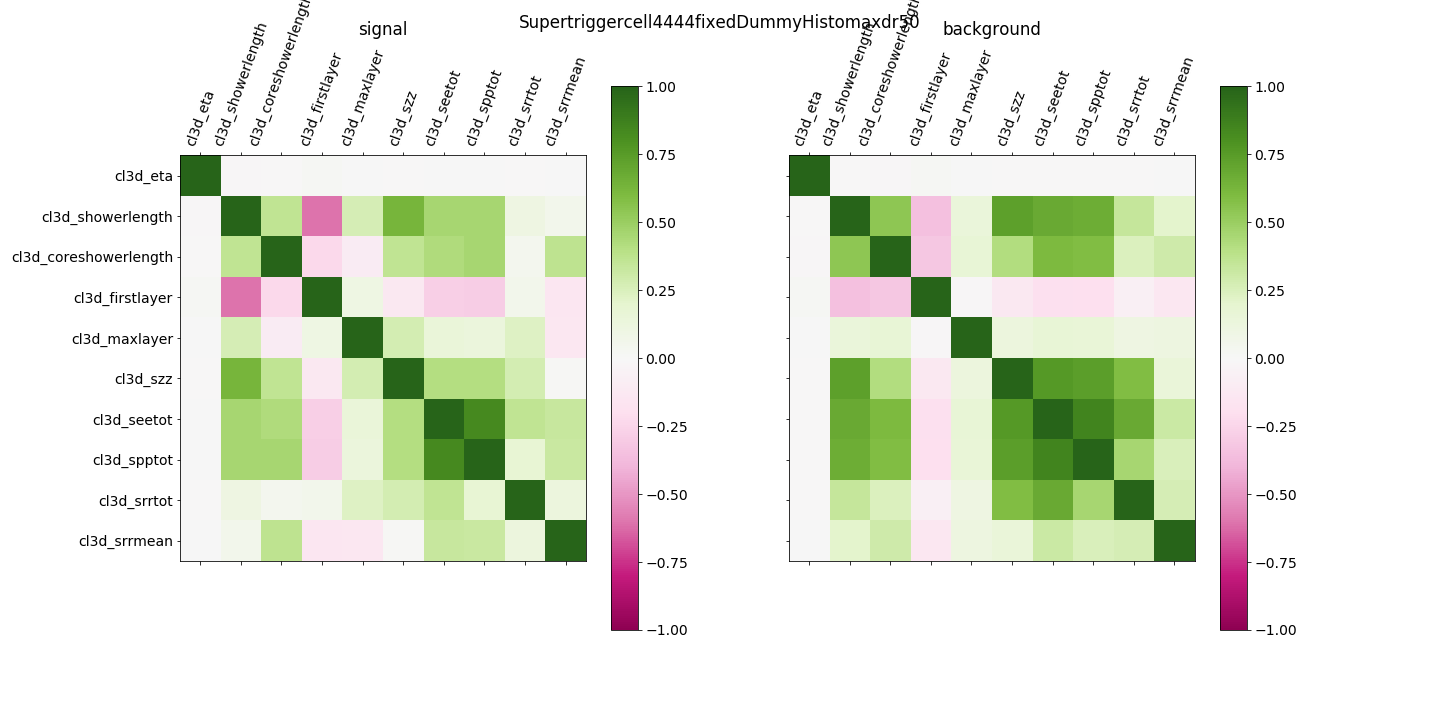 Supertriggercell4444fixedDummyHistomaxdr50
signal
cl3d_eta
cl3d_showerlength
cl3d_coreshowerlength
cl3d_firstlayer
cl3d_maxlayer
cl3d_szz
cl3d_seetot
cl3d_spptot
cl3d_srrtot
cl3d_srrmean
cl3d_eta
cl3d_showerlength
cl3d_coreshowerlength
cl3d_firstlayer
cl3d_maxlayer
cl3d_szz
cl3d_seetot
cl3d_spptot
cl3d_srrtot
cl3d_srrmean
1.00
0.75
0.50
0.25
0.00
−0.25
−0.50
−0.75
−1.00
background
cl3d_eta
cl3d_showerlength
cl3d_coreshowerlength
cl3d_firstlayer
cl3d_maxlayer
cl3d_szz
cl3d_seetot
cl3d_spptot
cl3d_srrtot
cl3d_srrmean
1.00
0.75
0.50
0.25
0.00
−0.25
−0.50
−0.75
−1.00